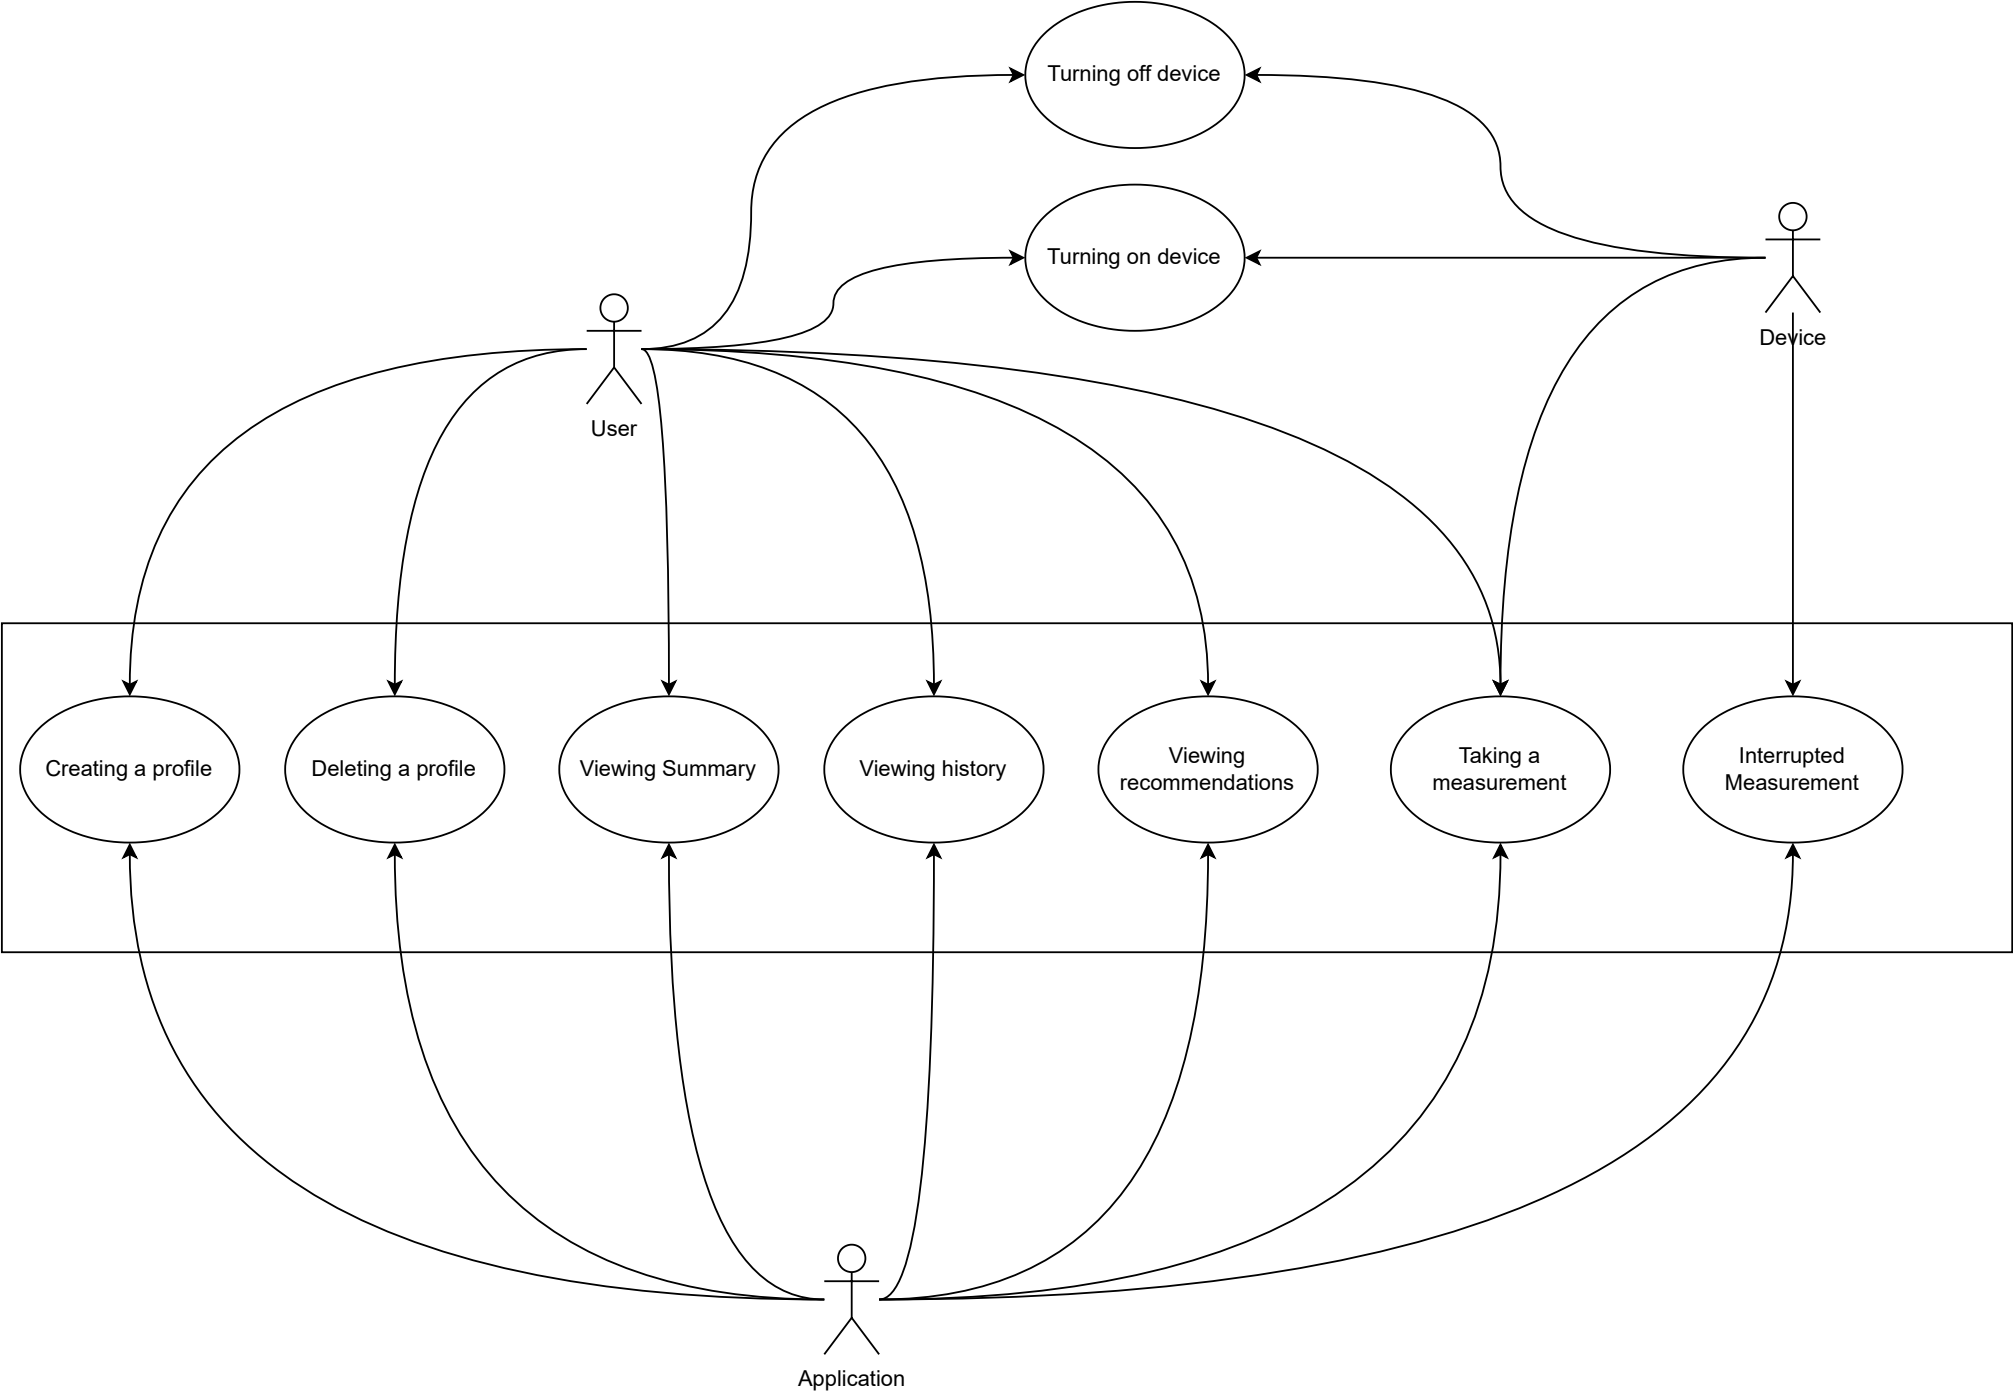 Turning off device
Turning on device
Device
User
Creating a profile
Deleting a profile
Viewing Summary
Viewing history
Viewing
recommendations
Taking a
measurement
Interrupted
Measurement
Application